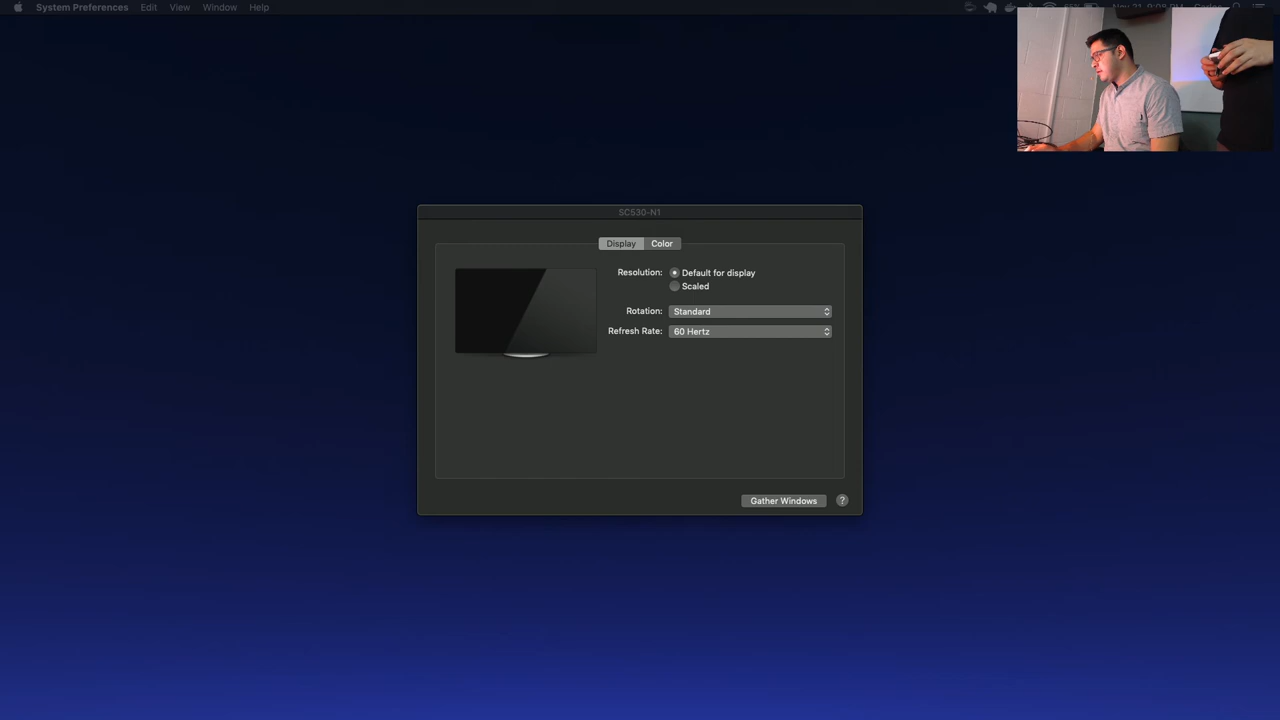 System Preferences Edit View Window Help
SC530-N1
Display Color
Resolution: Default for display
Scaled
Rotation: Standard
Refresh Rate: 60 Hertz
Gather Windows ?